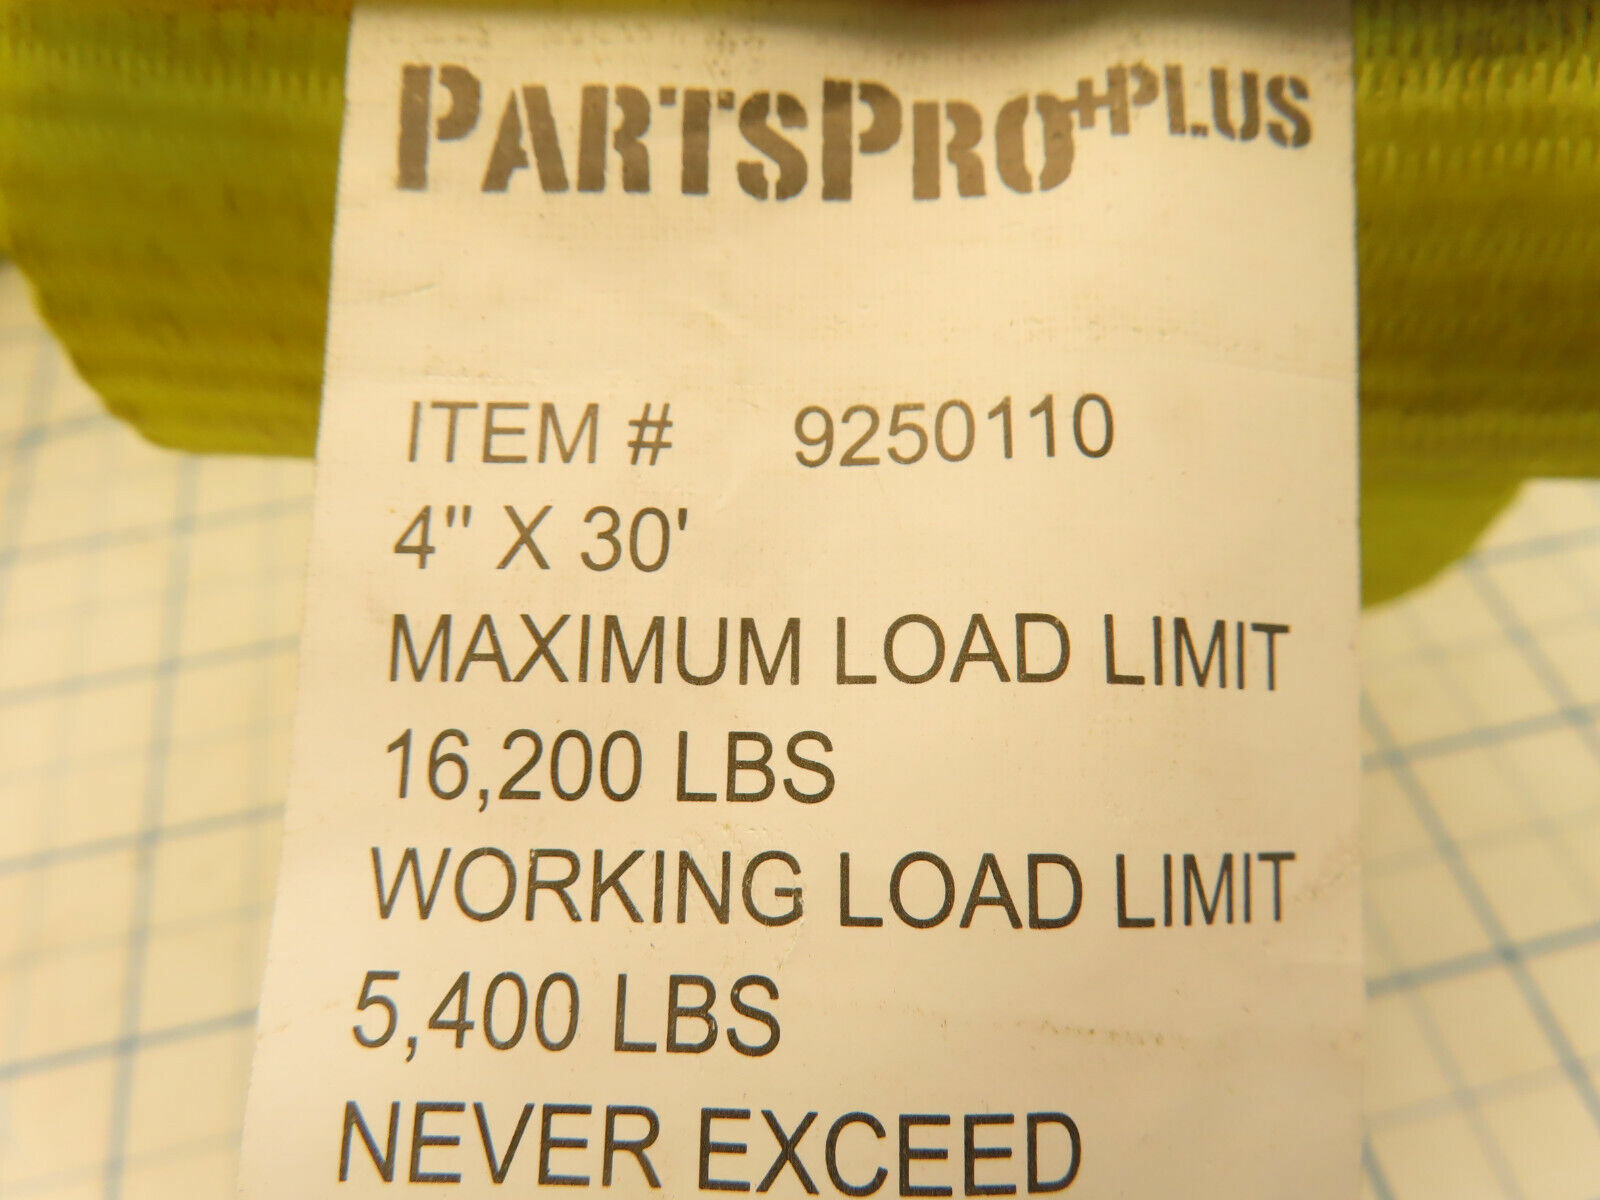 PARTSPRO+PLUS
ITEM # 9250110
4" X 30'
MAXIMUM LOAD LIMIT
16,200 LBS
WORKING LOAD LIMIT
5,400 LBS
NEVER EXCEED